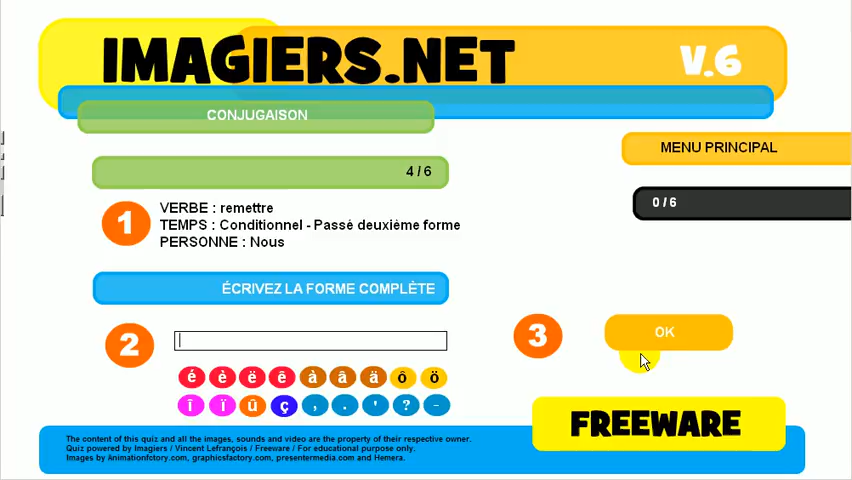 IMAGIERS.NET
V.6
CONJUGAISON
MENU PRINCIPAL
4 / 6
0 / 6
1
VERBE : remettre
TEMPS : Conditionnel - Passé deuxième forme
PERSONNE : Nous
ÉCRIVEZ LA FORME COMPLÈTE
2
3
OK
é è ë ê à â ä ô ö
î ï û ç , . ' ? -
FREEWARE
The content of this quiz and all the images, sounds and video are the property of their respective owner.
Quiz powered by Imagiers / Vincent Lefrançois / Freeware / For educational purpose only.
Images by Animationfctory.com, graphicsfactory.com, presentermedia.com and Hemera.